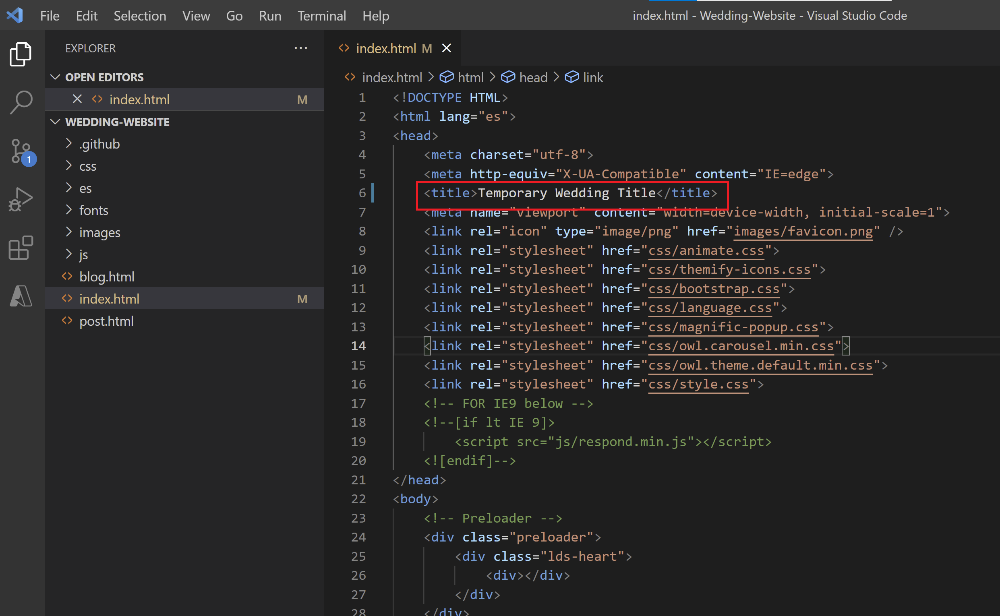 File Edit Selection View Go Run Terminal Help
index.html - Wedding-Website - Visual Studio Code
EXPLORER ...
OPEN EDITORS
index.html M
WEDDING-WEBSITE
.github
css
es
fonts
images
js
blog.html
index.html M
post.html
1
index.html M
index.html > html > head > link
1 <!DOCTYPE HTML>
2 <html lang="es">
3 <head>
4 <meta charset="utf-8">
5 <meta http-equiv="X-UA-Compatible" content="IE=edge">
6 <title>Temporary Wedding Title</title>
7 <meta name="viewport" content="width=device-width, initial-scale=1">
8 <link rel="icon" type="image/png" href="images/favicon.png" />
9 <link rel="stylesheet" href="css/animate.css">
10 <link rel="stylesheet" href="css/themify-icons.css">
11 <link rel="stylesheet" href="css/bootstrap.css">
12 <link rel="stylesheet" href="css/language.css">
13 <link rel="stylesheet" href="css/magnific-popup.css">
14 <link rel="stylesheet" href="css/owl.carousel.min.css">
15 <link rel="stylesheet" href="css/owl.theme.default.min.css">
16 <link rel="stylesheet" href="css/style.css">
17 <!-- FOR IE9 below -->
18 <!--[if lt IE 9]>
19 <script src="js/respond.min.js"></script>
20 <![endif]-->
21 </head>
22 <body>
23 <!-- Preloader -->
24 <div class="preloader">
25 <div class="lds-heart">
26 <div></div>
27 </div>
28 </div>